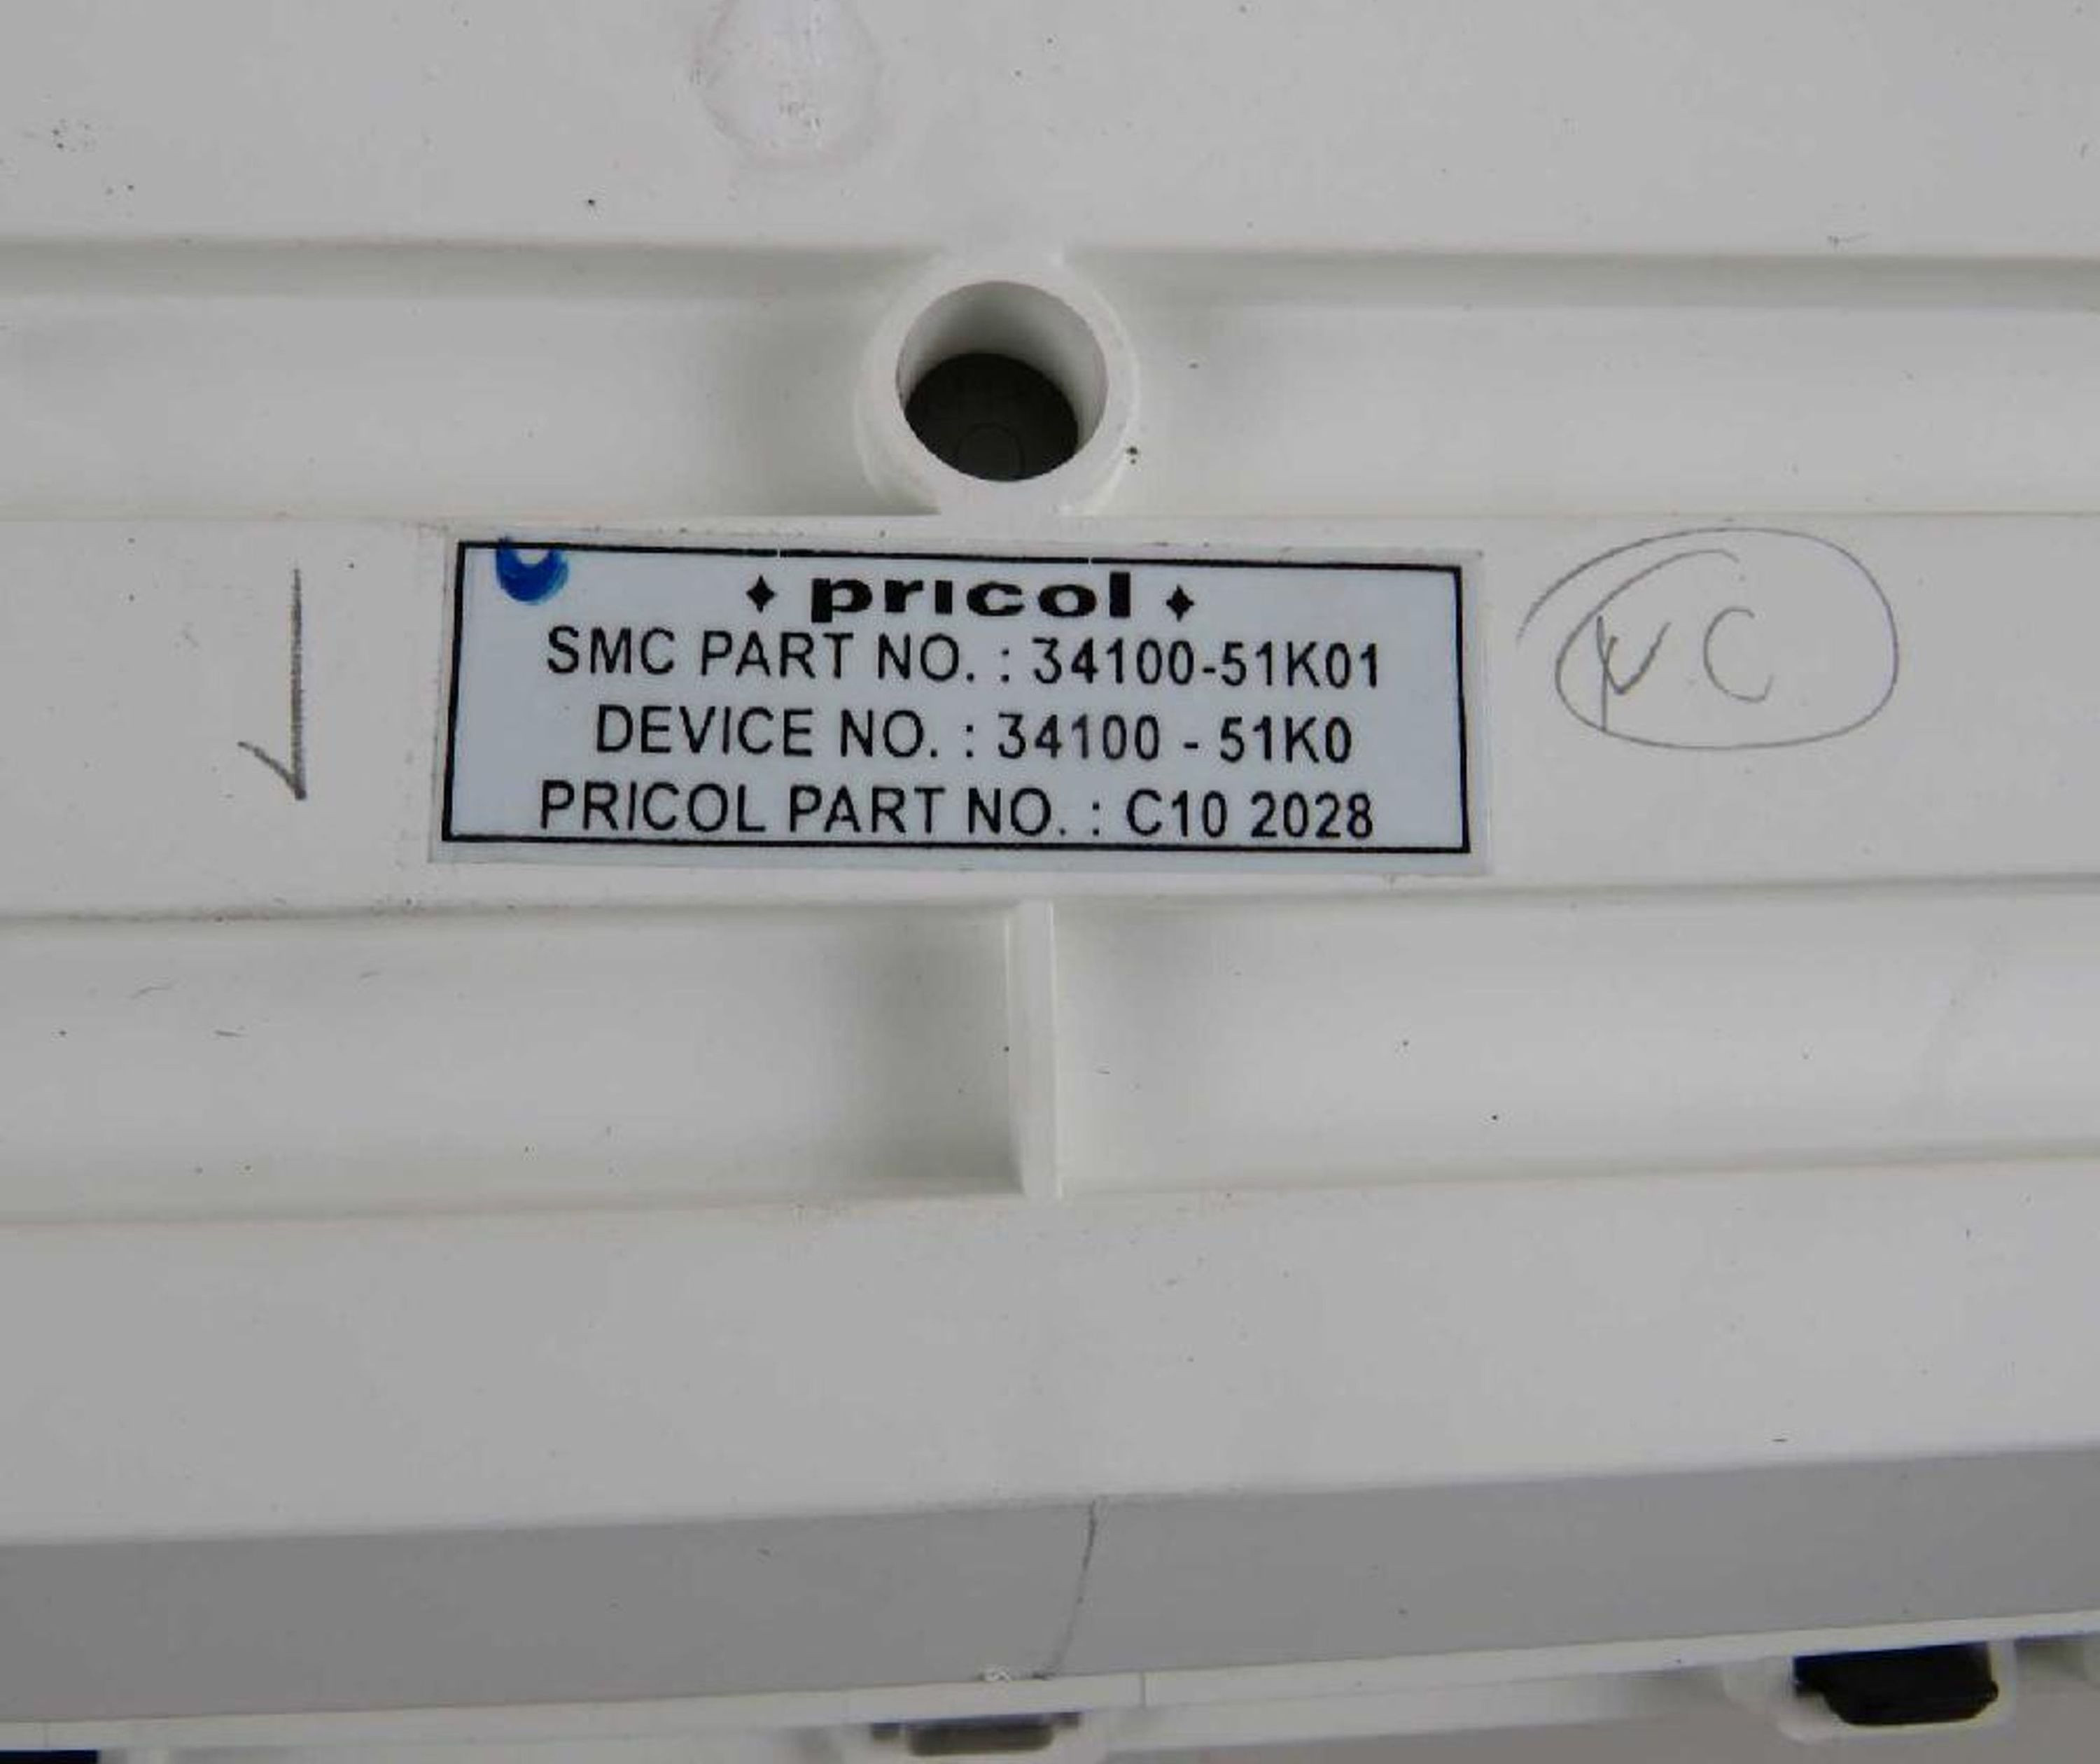 pricol
SMC PART NO. : 34100-51K01
DEVICE NO. : 34100 - 51K0
PRICOL PART NO. : C10 2028